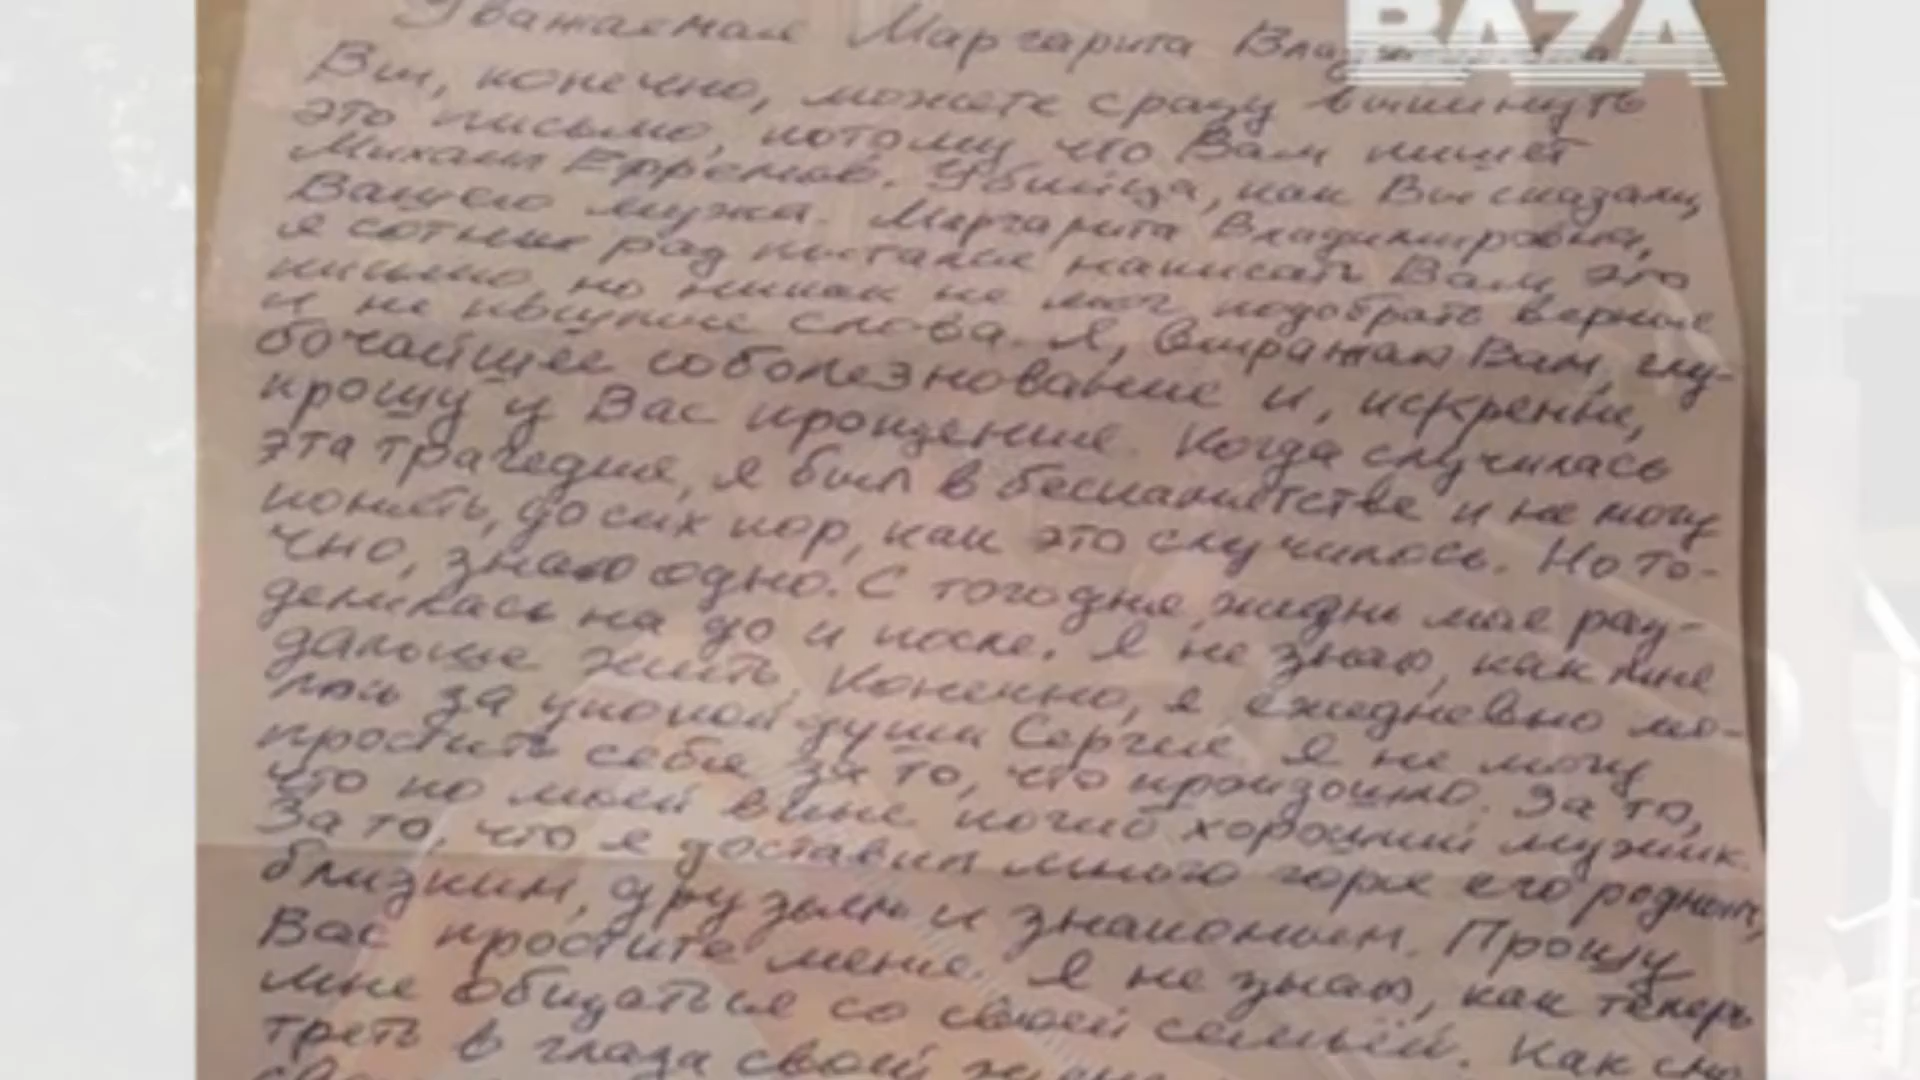 BAZA
Уважаемая Маргарита
Вы, конечно, можете сразу выкинуть
это письмо, потому что Вам пишет
Михаил Ефремов. Убийца, как Вы сказали,
Вашего мужа. Маргарита Владимировна,
я сотник раз пытался написать Вам это
письмо, но никак не мог подобрать верные
и не пошлые слова. Я, выражаю Вам, глу-
бочайшее соболезнование и, искренне,
прошу у Вас прощения. Когда случилась
эта трагедия, я был в беспамятстве и не могу
понять, до сих пор, как это случилось. Но то-
чно, знаю одно. С того дня, жизнь моя раз-
делилась на до и после. Я не знаю, как мне
дальше жить. Конечно, я ежедневно мо-
люсь за упокой души Сергея. Я не могу
простить себя за то, что произошло. За то,
что по моей вине погиб хороший мужик.
За то, что я доставил много горя его родным,
близким, друзьям и знакомым. Прошу
Вас простите меня. Я не знаю, как теперь
мне общаться со своей семьёй. Как смо
треть в глаза своей